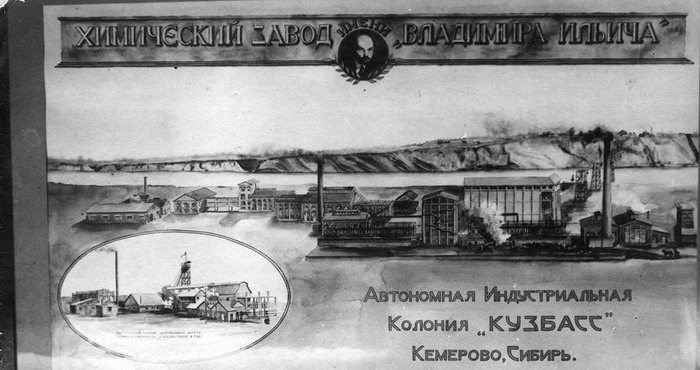 ХИМИЧЕСКИЙ ЗАВОД ИМЕНИ „ВЛАДИМИРА ИЛЬИЧА"
Автономная Индустриальная
Колония „КУЗБАСС"
Кемерово, Сибирь.